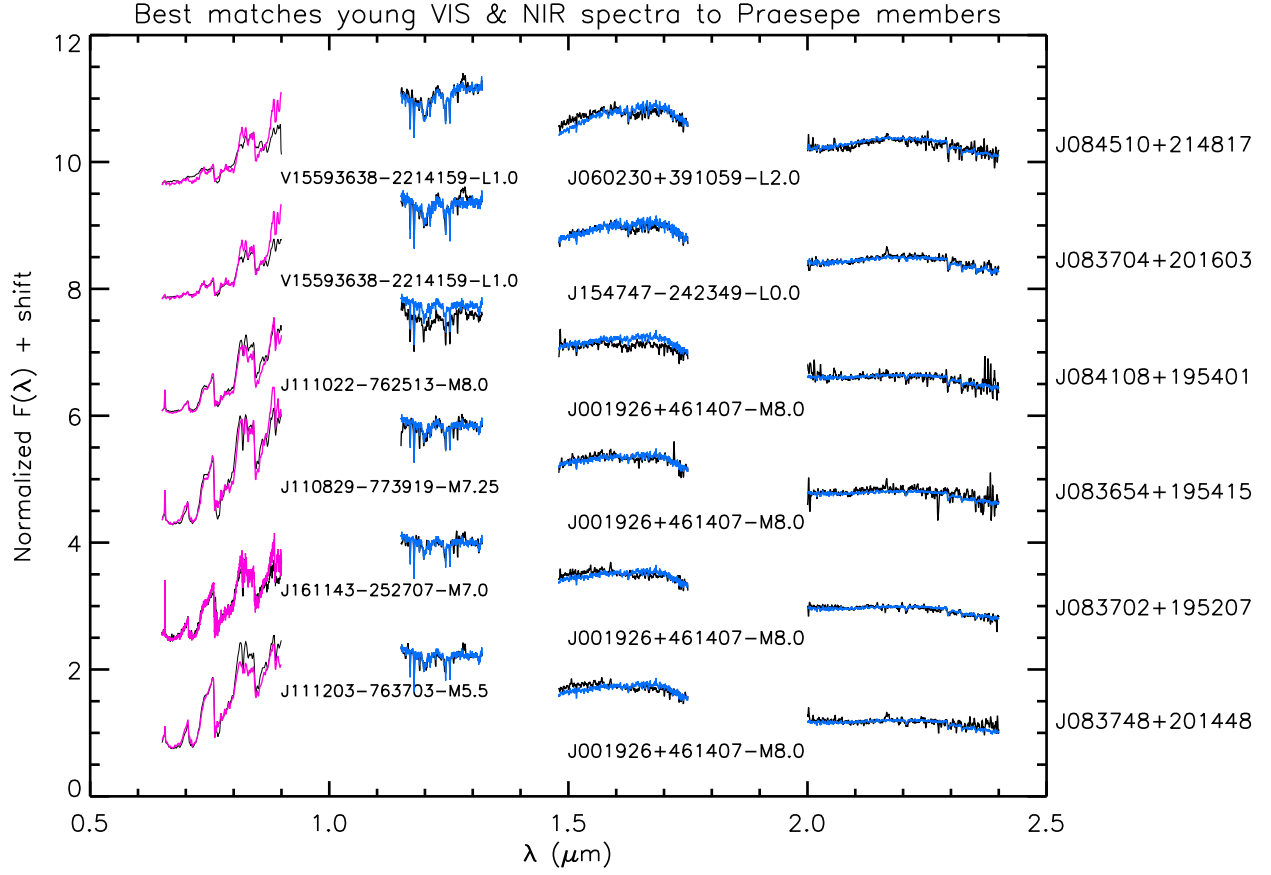 Best matches young VIS & NIR spectra to Praesepe members
12
10
8
6
4
2
0
Normalized F(λ) + shift
V15593638-2214159-L1.0
J060230+391059-L2.0
J084510+214817
V15593638-2214159-L1.0
J154747-242349-L0.0
J083704+201603
J111022-762513-M8.0
J001926+461407-M8.0
J084108+195401
J110829-773919-M7.25
J001926+461407-M8.0
J083654+195415
J161143-252707-M7.0
J001926+461407-M8.0
J083702+195207
J111203-763703-M5.5
J001926+461407-M8.0
J083748+201448
0.5
1.0
1.5
2.0
2.5
λ (μm)